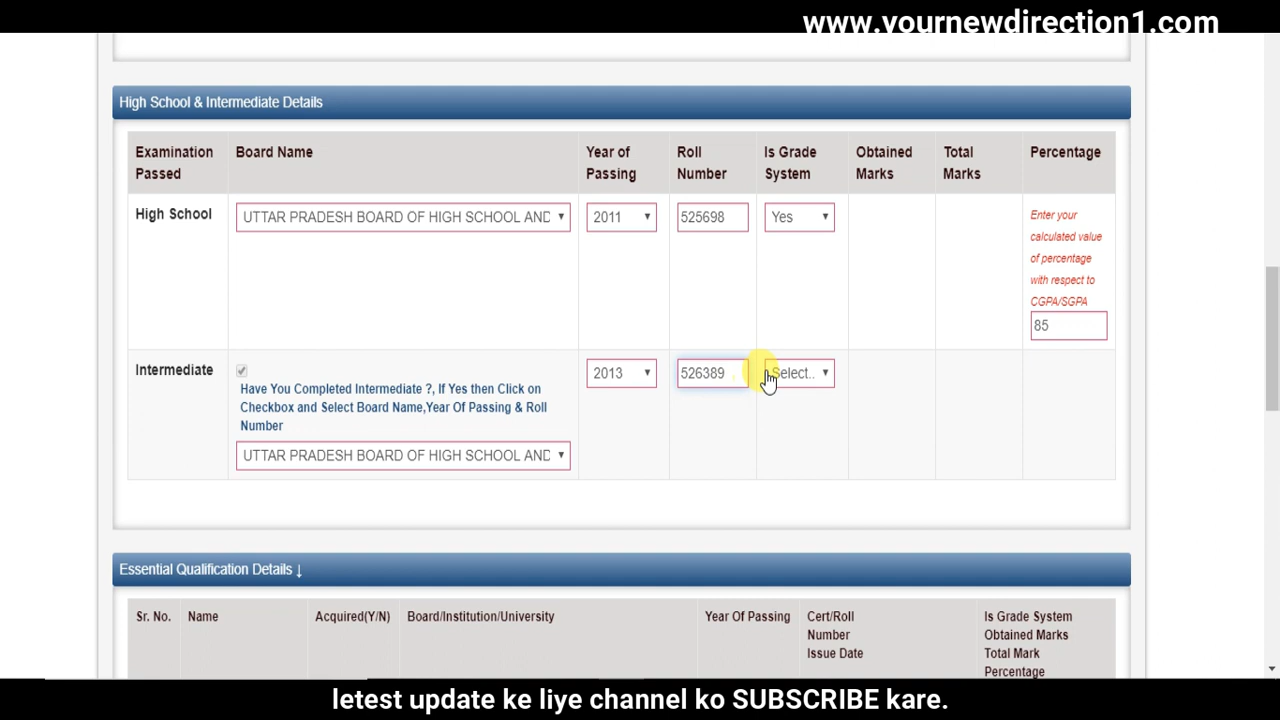 www.yournewdirection1.com
High School & Intermediate Details
Examination Passed
Board Name
Year of Passing
Roll Number
Is Grade System
Obtained Marks
Total Marks
Percentage
High School
UTTAR PRADESH BOARD OF HIGH SCHOOL AND
2011
525698
Yes
Enter your
calculated value
of percentage
with respect to
CGPA/SGPA
85
Intermediate
Have You Completed Intermediate ?, If Yes then Click on
Checkbox and Select Board Name,Year Of Passing & Roll
Number
UTTAR PRADESH BOARD OF HIGH SCHOOL AND
2013
526389
Select..
Essential Qualification Details ↓
Sr. No.
Name
Acquired(Y/N)
Board/Institution/University
Year Of Passing
Cert/Roll
Number
Issue Date
Is Grade System
Obtained Marks
Total Mark
Percentage
letest update ke liye channel ko SUBSCRIBE kare.